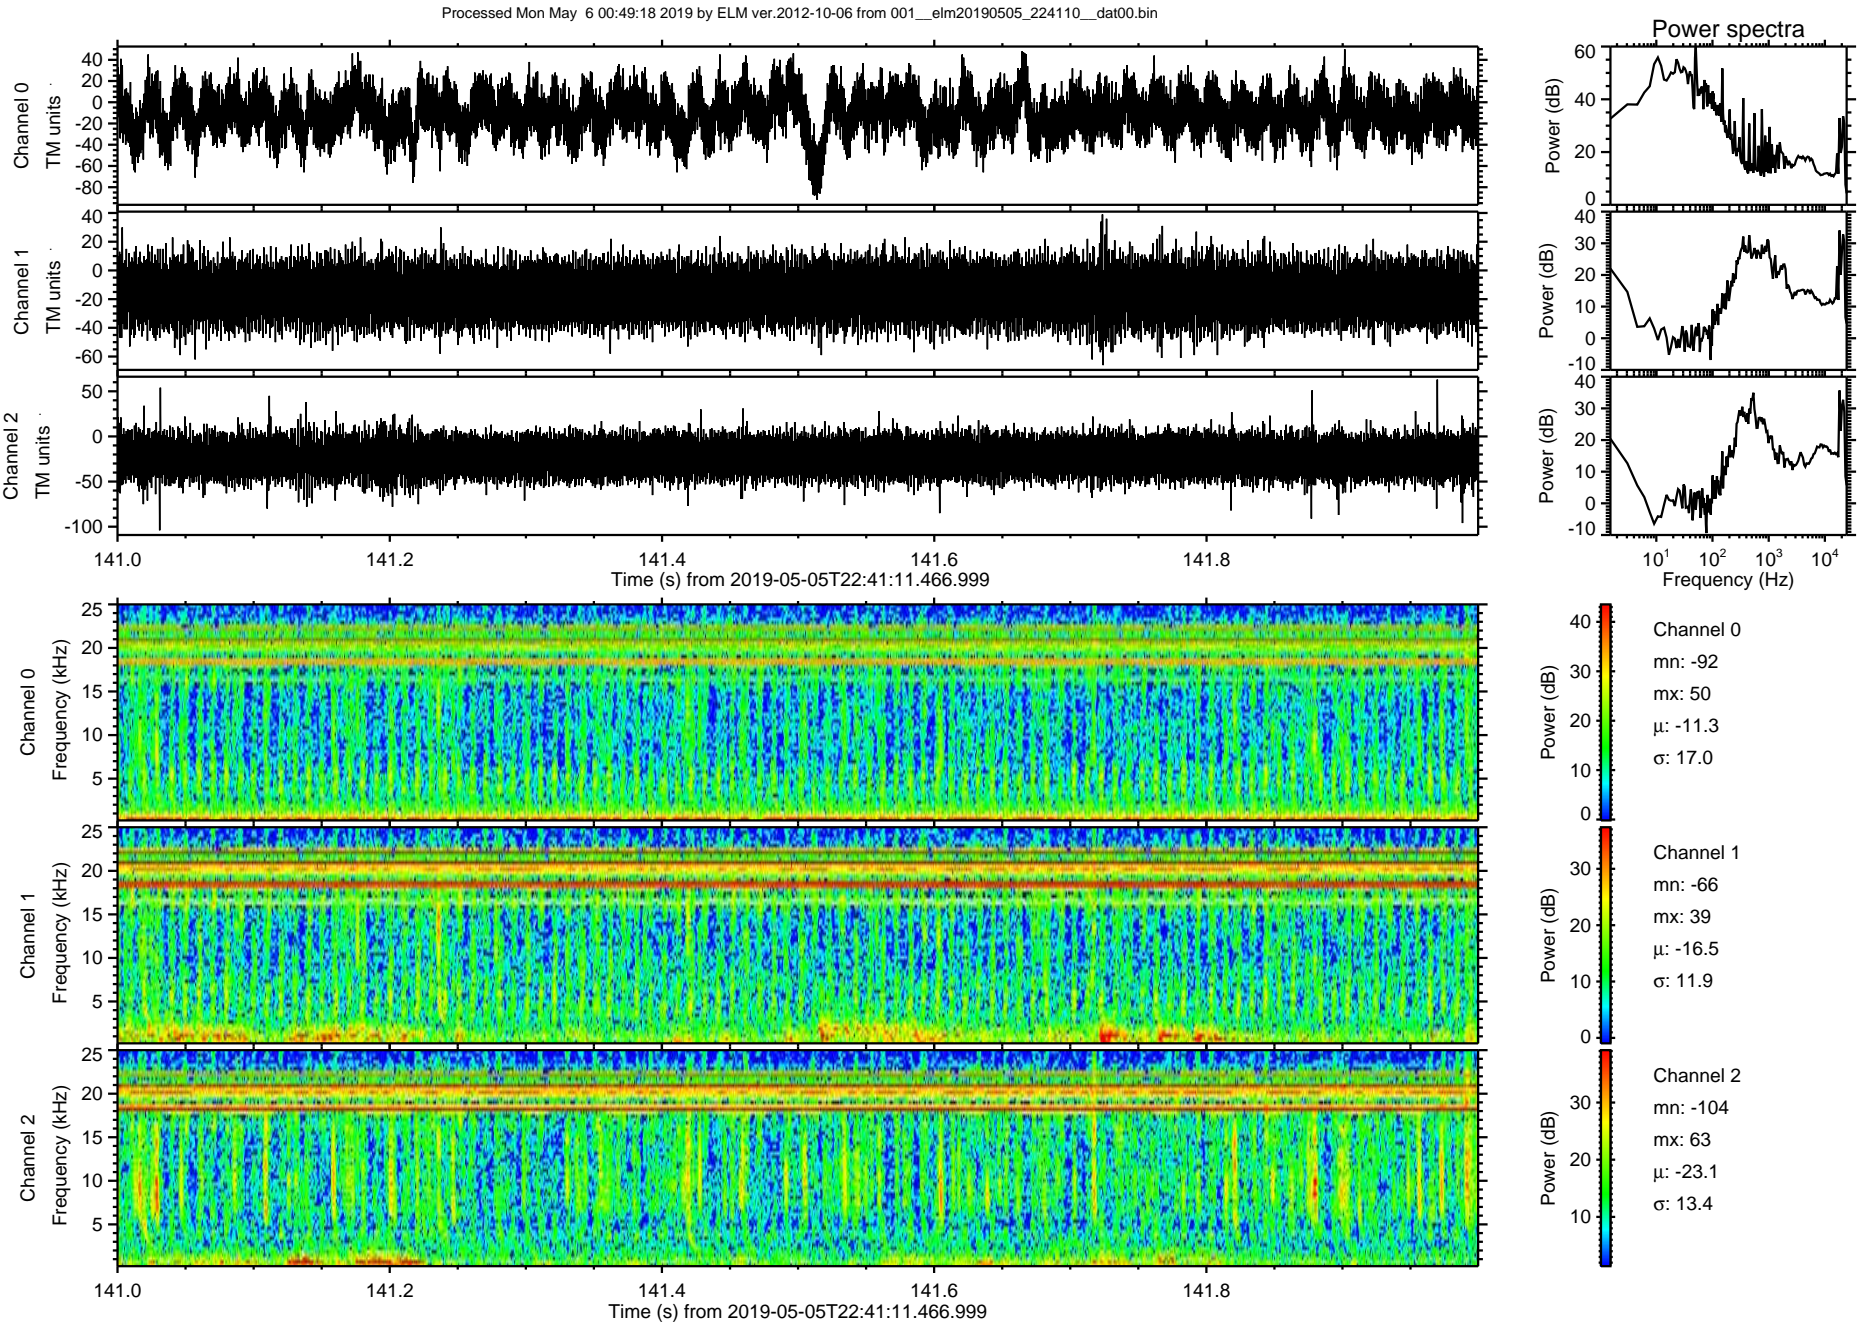 Processed Mon May  6 00:49:18 2019 by ELM ver.2012-10-06 from 001__elm20190505_224110__dat00.bin
Power spectra
Channel 0
TM units
40
20
0
-20
-40
-60
-80
Power (dB)
60
40
20
0
Channel 1
TM units
40
20
0
-20
-40
-60
Power (dB)
40
30
20
10
0
-10
Channel 2
TM units
50
0
-50
-100
Power (dB)
40
30
20
10
0
-10
141.0
141.2
141.4
141.6
141.8
Time (s) from 2019-05-05T22:41:11.466.999
10^1
10^2
10^3
10^4
Frequency (Hz)
Channel 0
Frequency (kHz)
25
20
15
10
5
Power (dB)
40
30
20
10
0
Channel 0
mn: -92
mx: 50
μ: -11.3
σ: 17.0
Channel 1
Frequency (kHz)
25
20
15
10
5
Power (dB)
30
20
10
0
Channel 1
mn: -66
mx: 39
μ: -16.5
σ: 11.9
Channel 2
Frequency (kHz)
25
20
15
10
5
Power (dB)
30
20
10
Channel 2
mn: -104
mx: 63
μ: -23.1
σ: 13.4
141.0
141.2
141.4
141.6
141.8
Time (s) from 2019-05-05T22:41:11.466.999